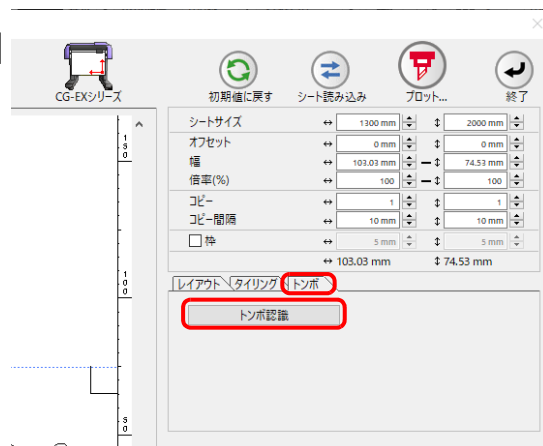 CG-EXシリーズ
初期値に戻す シート読み込み プロット... 終了
シートサイズ 1300 mm 2000 mm
オフセット 0 mm 0 mm
幅 103.03 mm 74.53 mm
倍率(%) 100 100
コピー 1 1
コピー間隔 10 mm 10 mm
枠 5 mm 5 mm
103.03 mm 74.53 mm
レイアウト タイリング トンボ
トンボ認識
150
100
50